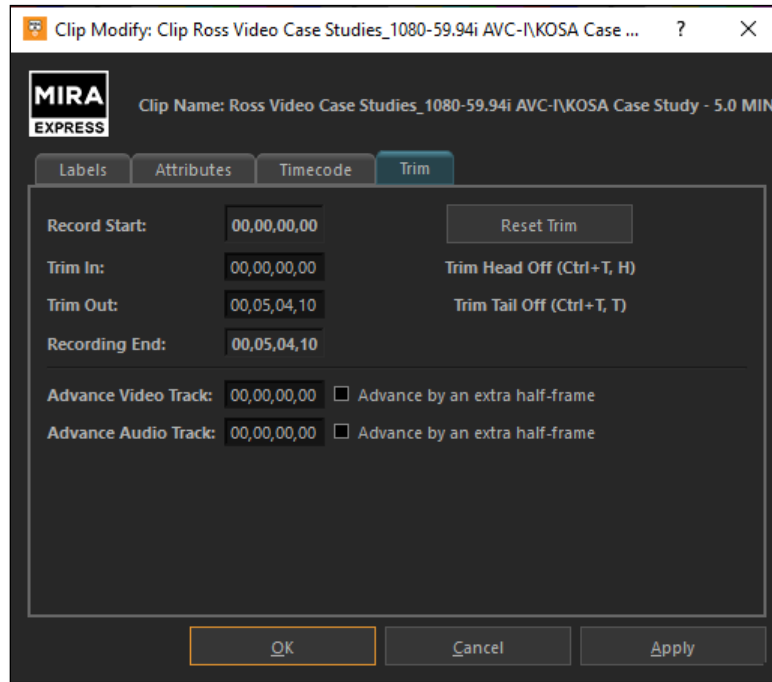 Clip Modify: Clip Ross Video Case Studies_1080-59.94i AVC-I\KOSA Case ... ? ×
MIRA
EXPRESS
Clip Name: Ross Video Case Studies_1080-59.94i AVC-I\KOSA Case Study - 5.0 MIN
Labels Attributes Timecode Trim
Record Start: 00,00,00,00 Reset Trim
Trim In: 00,00,00,00 Trim Head Off (Ctrl+T, H)
Trim Out: 00,05,04,10 Trim Tail Off (Ctrl+T, T)
Recording End: 00,05,04,10
Advance Video Track: 00,00,00,00 Advance by an extra half-frame
Advance Audio Track: 00,00,00,00 Advance by an extra half-frame
OK Cancel Apply